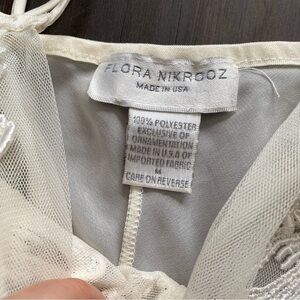 FLORA NIKROOZ
MADE IN USA
100% POLYESTER
EXCLUSIVE OF
ORNAMENTATION
MADE IN U.S.A OF
IMPORTED FABRIC
M
CARE ON REVERSE